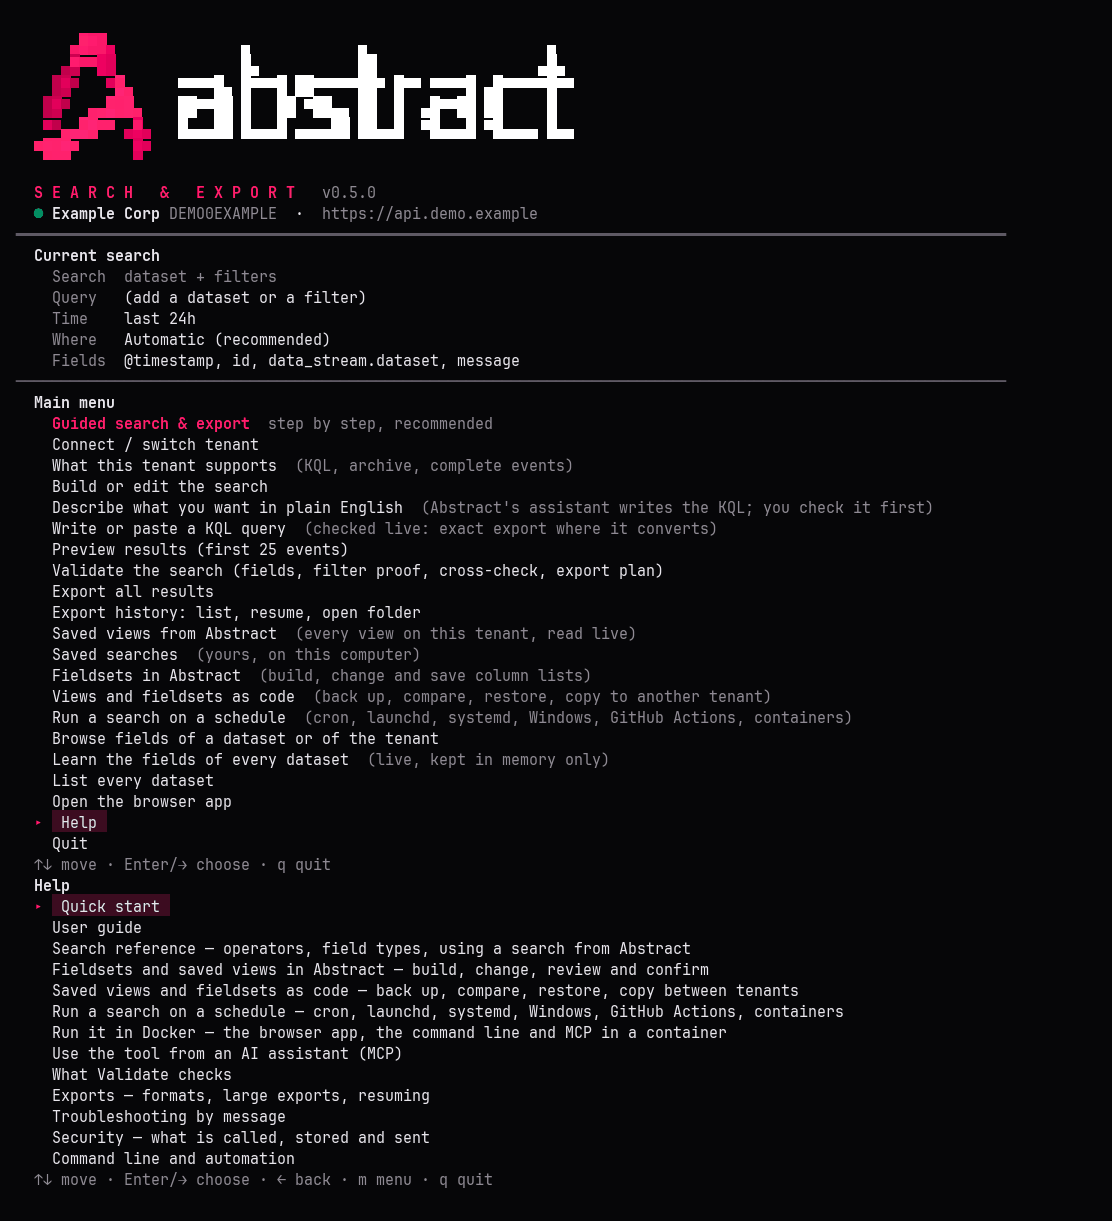 abstract
SEARCH & EXPORT v0.5.0
● Example Corp DEMO0EXAMPLE · https://api.demo.example
Current search
Search dataset + filters
Query (add a dataset or a filter)
Time last 24h
Where Automatic (recommended)
Fields @timestamp, id, data_stream.dataset, message
Main menu
Guided search & export step by step, recommended
Connect / switch tenant
What this tenant supports (KQL, archive, complete events)
Build or edit the search
Describe what you want in plain English (Abstract's assistant writes the KQL; you check it first)
Write or paste a KQL query (checked live: exact export where it converts)
Preview results (first 25 events)
Validate the search (fields, filter proof, cross-check, export plan)
Export all results
Export history: list, resume, open folder
Saved views from Abstract (every view on this tenant, read live)
Saved searches (yours, on this computer)
Fieldsets in Abstract (build, change and save column lists)
Views and fieldsets as code (back up, compare, restore, copy to another tenant)
Run a search on a schedule (cron, launchd, systemd, Windows, GitHub Actions, containers)
Browse fields of a dataset or of the tenant
Learn the fields of every dataset (live, kept in memory only)
List every dataset
Open the browser app
▸ Help
Quit
↑↓ move · Enter/→ choose · q quit
Help
▸ Quick start
User guide
Search reference — operators, field types, using a search from Abstract
Fieldsets and saved views in Abstract — build, change, review and confirm
Saved views and fieldsets as code — back up, compare, restore, copy between tenants
Run a search on a schedule — cron, launchd, systemd, Windows, GitHub Actions, containers
Run it in Docker — the browser app, the command line and MCP in a container
Use the tool from an AI assistant (MCP)
What Validate checks
Exports — formats, large exports, resuming
Troubleshooting by message
Security — what is called, stored and sent
Command line and automation
↑↓ move · Enter/→ choose · ← back · m menu · q quit